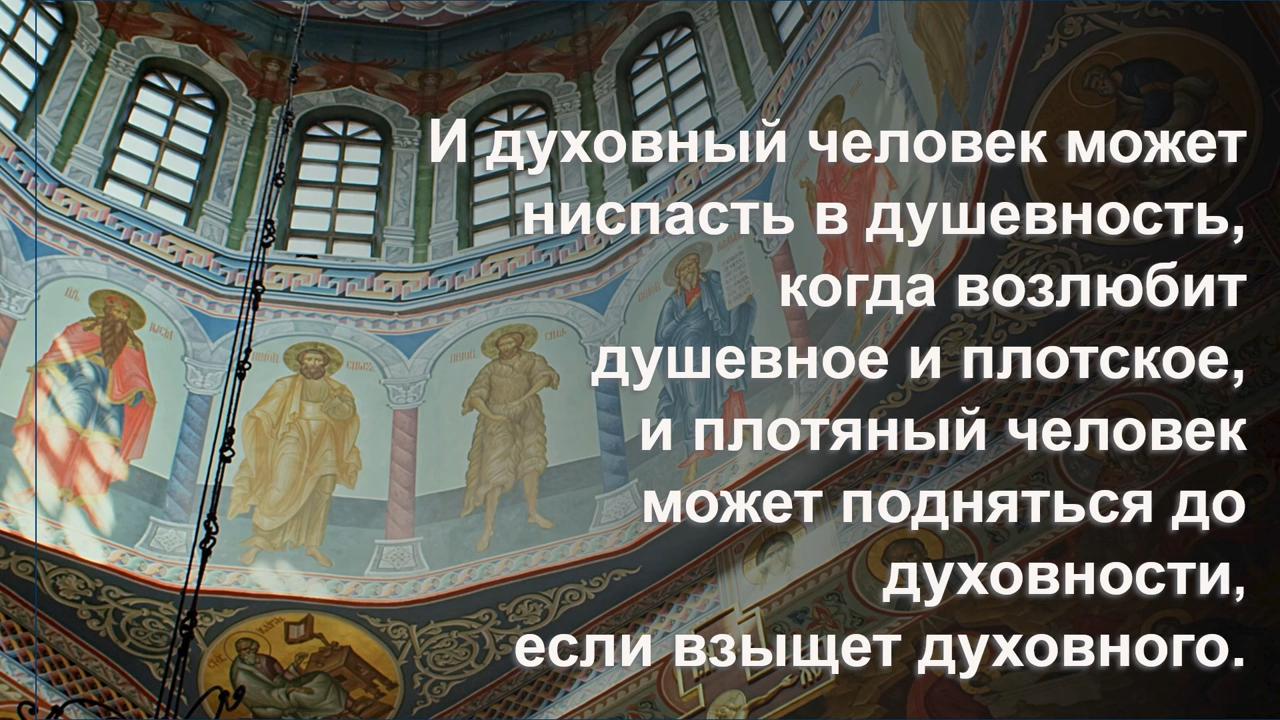 И духовный человек может
ниспасть в душевность,
когда возлюбит
душевное и плотское,
и плотяный человек
может подняться до
духовности,
если взыщет духовного.